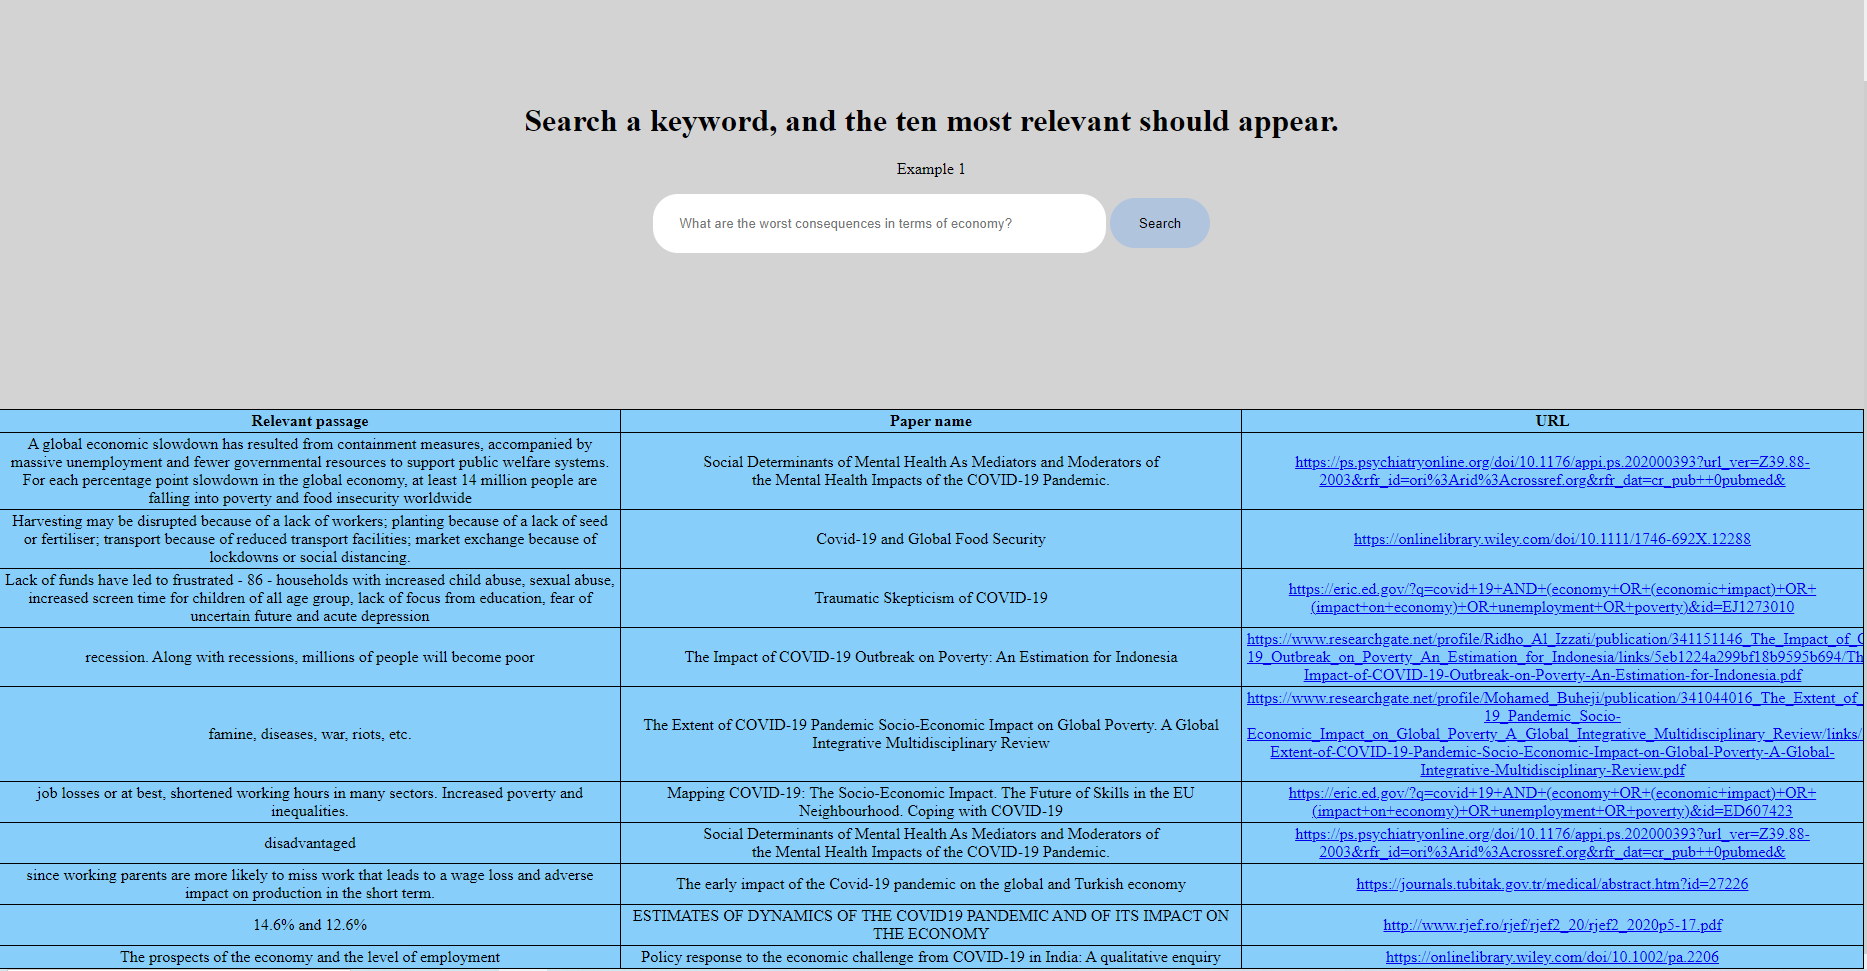 Search a keyword, and the ten most relevant should appear.
Example 1
What are the worst consequences in terms of economy?
Search
Relevant passage
Paper name
URL
A global economic slowdown has resulted from containment measures, accompanied by
massive unemployment and fewer governmental resources to support public welfare systems.
For each percentage point slowdown in the global economy, at least 14 million people are
falling into poverty and food insecurity worldwide
Social Determinants of Mental Health As Mediators and Moderators of
the Mental Health Impacts of the COVID-19 Pandemic.
https://ps.psychiatryonline.org/doi/10.1176/appi.ps.202000393?url_ver=Z39.88-
2003&rfr_id=ori%3Arid%3Acrossref.org&rfr_dat=cr_pub++0pubmed&
Harvesting may be disrupted because of a lack of workers; planting because of a lack of seed
or fertiliser; transport because of reduced transport facilities; market exchange because of
lockdowns or social distancing.
Covid-19 and Global Food Security
https://onlinelibrary.wiley.com/doi/10.1111/1746-692X.12288
Lack of funds have led to frustrated - 86 - households with increased child abuse, sexual abuse,
increased screen time for children of all age group, lack of focus from education, fear of
uncertain future and acute depression
Traumatic Skepticism of COVID-19
https://eric.ed.gov/?q=covid+19+AND+(economy+OR+(economic+impact)+OR+
(impact+on+economy)+OR+unemployment+OR+poverty)&id=EJ1273010
recession. Along with recessions, millions of people will become poor
The Impact of COVID-19 Outbreak on Poverty: An Estimation for Indonesia
https://www.researchgate.net/profile/Ridho_Al_Izzati/publication/341151146_The_Impact_of_C
19_Outbreak_on_Poverty_An_Estimation_for_Indonesia/links/5eb1224a299bf18b9595b694/Th
Impact-of-COVID-19-Outbreak-on-Poverty-An-Estimation-for-Indonesia.pdf
famine, diseases, war, riots, etc.
The Extent of COVID-19 Pandemic Socio-Economic Impact on Global Poverty. A Global
Integrative Multidisciplinary Review
https://www.researchgate.net/profile/Mohamed_Buheji/publication/341044016_The_Extent_of_
19_Pandemic_Socio-
Economic_Impact_on_Global_Poverty_A_Global_Integrative_Multidisciplinary_Review/links/
Extent-of-COVID-19-Pandemic-Socio-Economic-Impact-on-Global-Poverty-A-Global-
Integrative-Multidisciplinary-Review.pdf
job losses or at best, shortened working hours in many sectors. Increased poverty and
inequalities.
Mapping COVID-19: The Socio-Economic Impact. The Future of Skills in the EU
Neighbourhood. Coping with COVID-19
https://eric.ed.gov/?q=covid+19+AND+(economy+OR+(economic+impact)+OR+
(impact+on+economy)+OR+unemployment+OR+poverty)&id=ED607423
disadvantaged
Social Determinants of Mental Health As Mediators and Moderators of
the Mental Health Impacts of the COVID-19 Pandemic.
https://ps.psychiatryonline.org/doi/10.1176/appi.ps.202000393?url_ver=Z39.88-
2003&rfr_id=ori%3Arid%3Acrossref.org&rfr_dat=cr_pub++0pubmed&
since working parents are more likely to miss work that leads to a wage loss and adverse
impact on production in the short term.
The early impact of the Covid-19 pandemic on the global and Turkish economy
https://journals.tubitak.gov.tr/medical/abstract.htm?id=27226
14.6% and 12.6%
ESTIMATES OF DYNAMICS OF THE COVID19 PANDEMIC AND OF ITS IMPACT ON
THE ECONOMY
http://www.rjef.ro/rjef/rjef2_20/rjef2_2020p5-17.pdf
The prospects of the economy and the level of employment
Policy response to the economic challenge from COVID-19 in India: A qualitative enquiry
https://onlinelibrary.wiley.com/doi/10.1002/pa.2206